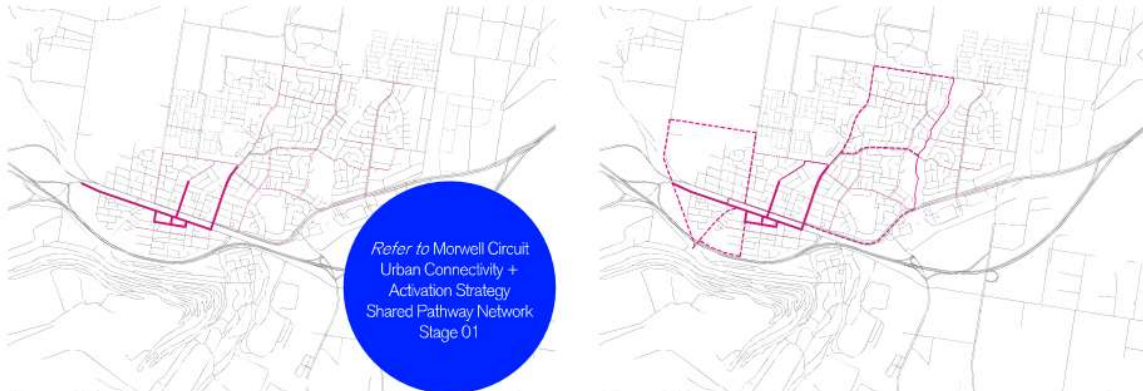 Refer to Morwell Circuit
Urban Connectivity +
Activation Strategy
Shared Pathway Network
Stage 01